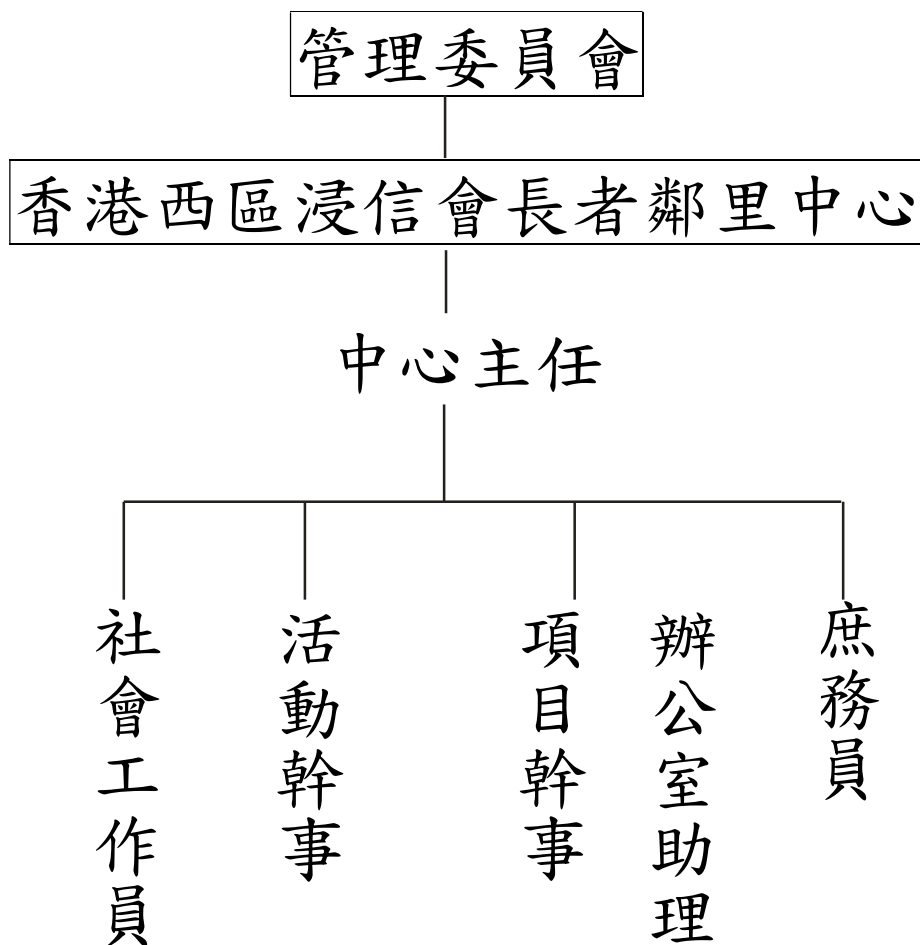 管理委員會
香港西區浸信會長者鄰里中心
中心主任
社會工作員
活動幹事
項目幹事
辦公室助理
庶務員